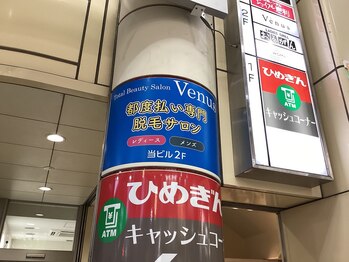 Total Beauty Salon Venus
都度払い専門
脱毛サロン
レディース メンズ
当ビル2F
ひめぎん
ATM
キャッシュコーナー
2F
Venus
1F
ひめぎん
ATM
キャッシュコーナー